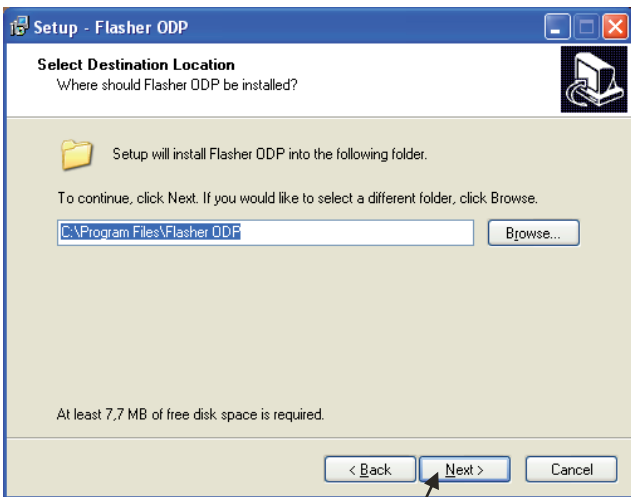 Setup - Flasher ODP
Select Destination Location
Where should Flasher ODP be installed?
Setup will install Flasher ODP into the following folder.
To continue, click Next. If you would like to select a different folder, click Browse.
C:\Program Files\Flasher ODP
Browse...
At least 7,7 MB of free disk space is required.
< Back Next > Cancel